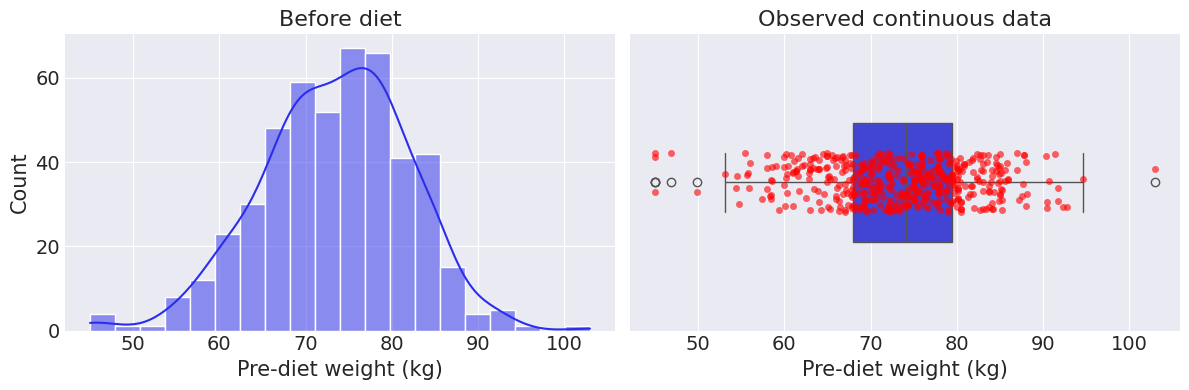 Before diet
Count
60
40
20
0
50 60 70 80 90 100
Pre-diet weight (kg)
Observed continuous data
50 60 70 80 90 100
Pre-diet weight (kg)